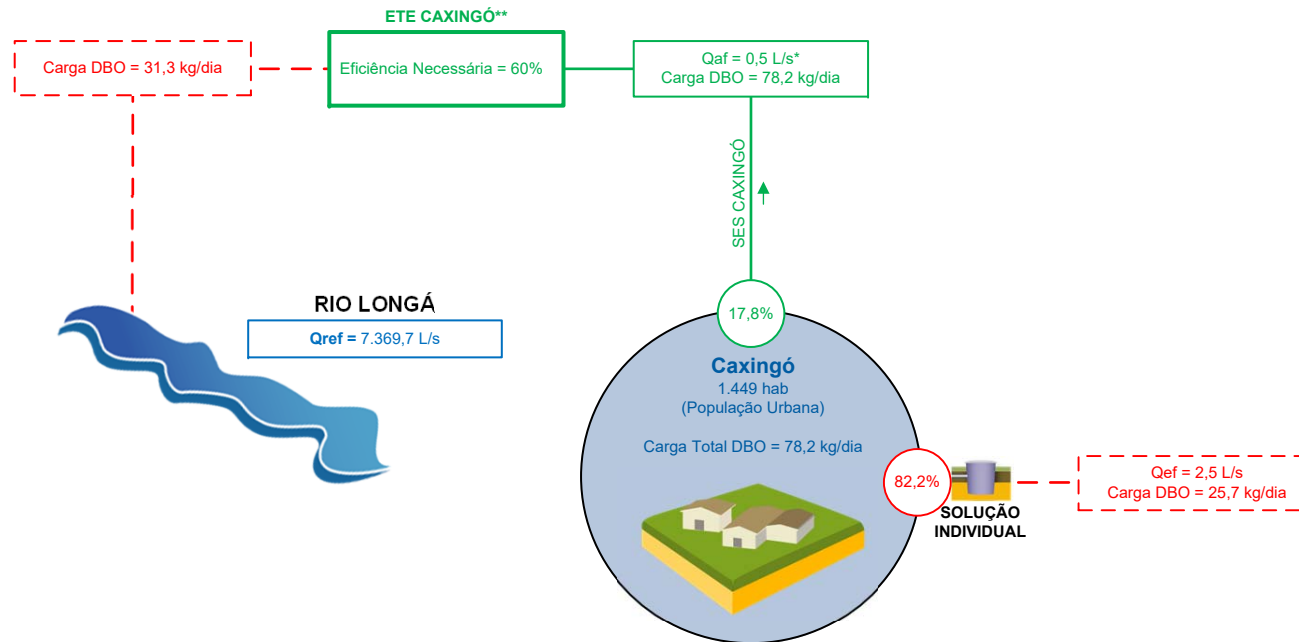 ETE CAXINGÓ**
Carga DBO = 31,3 kg/dia
Eficiência Necessária = 60%
Qaf = 0,5 L/s*
Carga DBO = 78,2 kg/dia
SES CAXINGÓ
RIO LONGÁ
Qref = 7.369,7 L/s
17,8%
Caxingó
1.449 hab
(População Urbana)
Carga Total DBO = 78,2 kg/dia
82,2%
SOLUÇÃO
INDIVIDUAL
Qef = 2,5 L/s
Carga DBO = 25,7 kg/dia